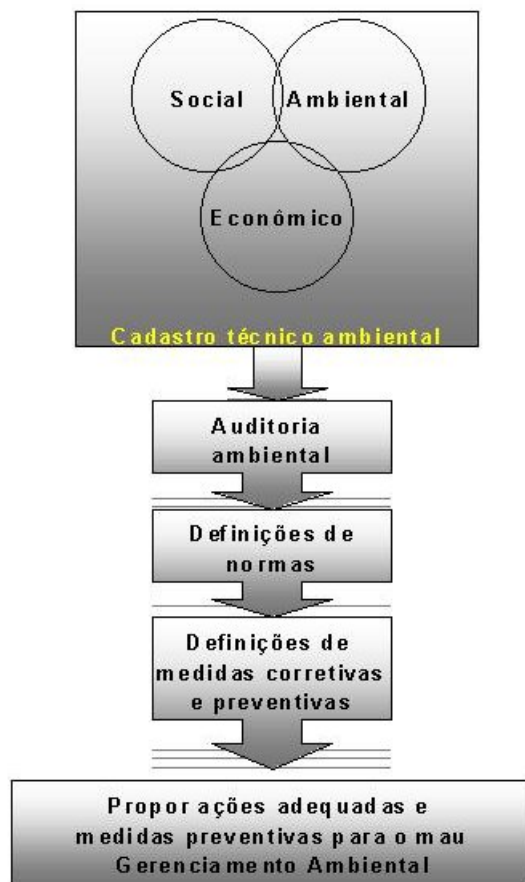 Social
Ambiental
Econômico
Cadastro técnico ambiental
Auditoria
ambiental
Definições de
normas
Definições de
medidas corretivas
e preventivas
Proporações adequadas e
medidas preventivas para o mau
Gerenciamento Ambiental